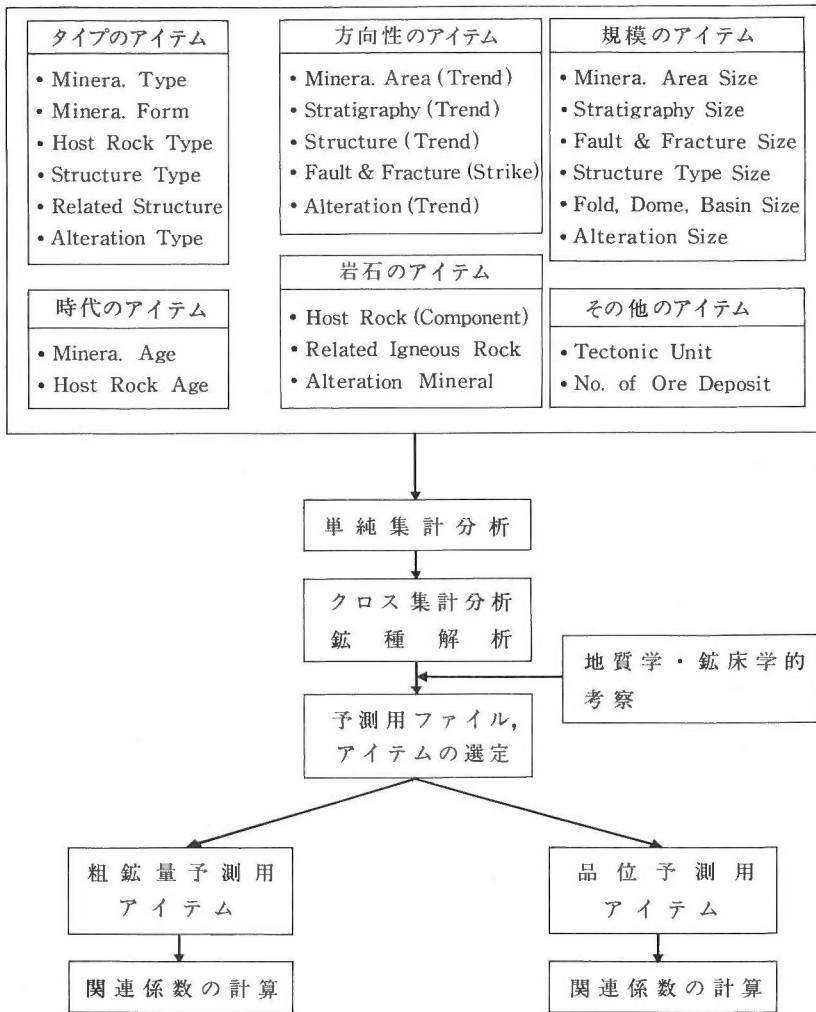 タイプのアイテム
• Minera. Type
• Minera. Form
• Host Rock Type
• Structure Type
• Related Structure
• Alteration Type
方向性のアイテム
• Minera. Area (Trend)
• Stratigraphy (Trend)
• Structure (Trend)
• Fault & Fracture (Strike)
• Alteration (Trend)
規模のアイテム
• Minera. Area Size
• Stratigraphy Size
• Fault & Fracture Size
• Structure Type Size
• Fold, Dome, Basin Size
• Alteration Size
時代のアイテム
• Minera. Age
• Host Rock Age
岩石のアイテム
• Host Rock (Component)
• Related Igneous Rock
• Alteration Mineral
その他のアイテム
• Tectonic Unit
• No. of Ore Deposit
単純集計分析
クロス集計分析
鉱種解析
地質学・鉱床学的
考察
予測用ファイル,
アイテムの選定
粗鉱量予測用
アイテム
品位予測用
アイテム
関連係数の計算
関連係数の計算